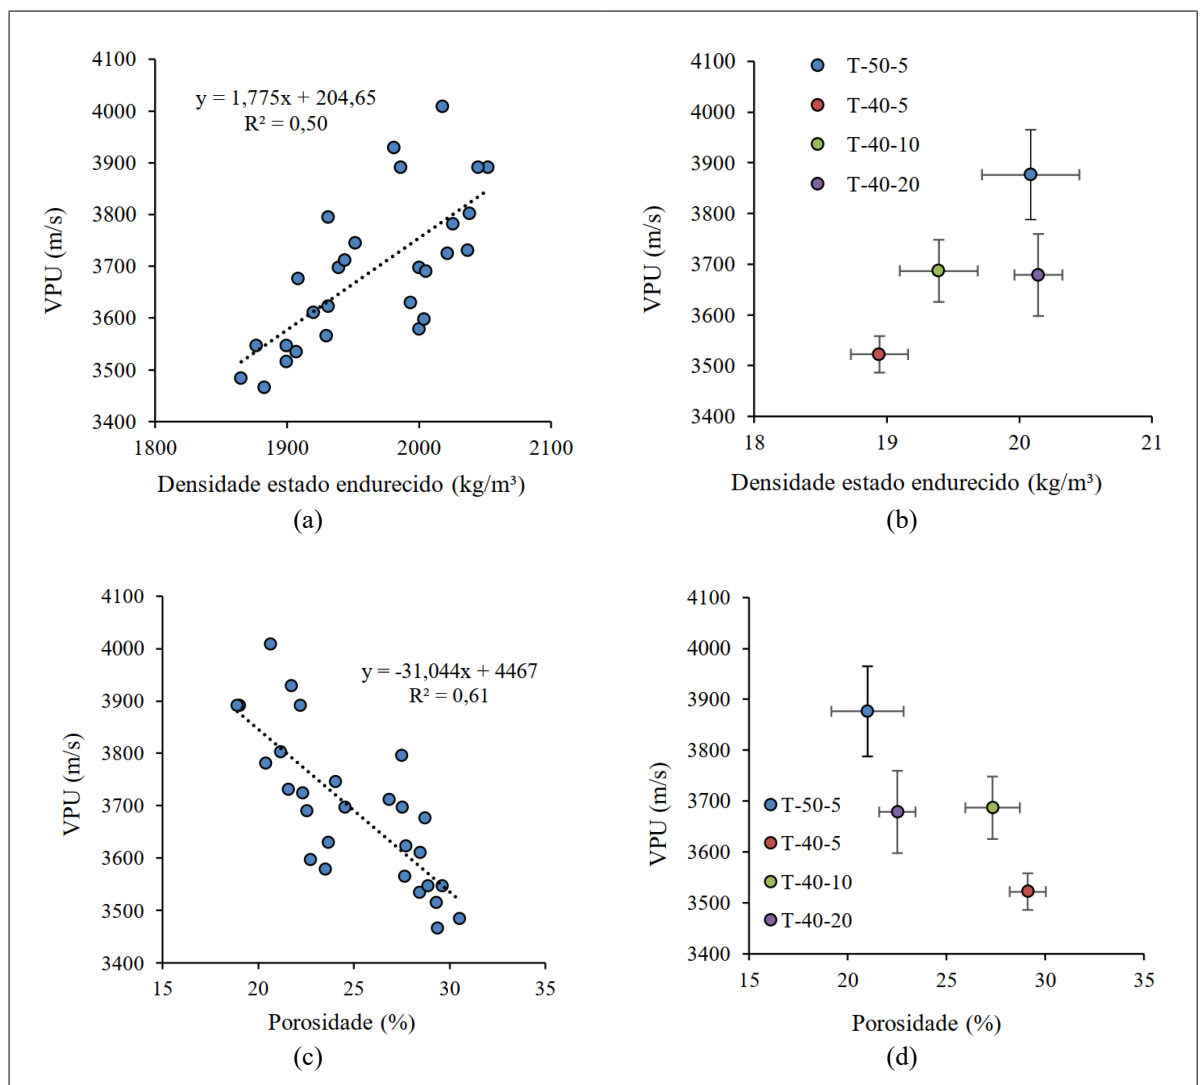 4100
4000
3900
3800
3700
3600
3500
3400
VPU (m/s)
y = 1,775x + 204,65
R² = 0,50
1800 1900 2000 2100
Densidade estado endurecido (kg/m³)
(a)
4100
4000
3900
3800
3700
3600
3500
3400
VPU (m/s)
T-50-5
T-40-5
T-40-10
T-40-20
18 19 20 21
Densidade estado endurecido (kg/m³)
(b)
4100
4000
3900
3800
3700
3600
3500
3400
VPU (m/s)
y = -31,044x + 4467
R² = 0,61
15 20 25 30 35
Porosidade (%)
(c)
4100
4000
3900
3800
3700
3600
3500
3400
VPU (m/s)
T-50-5
T-40-5
T-40-10
T-40-20
15 20 25 30 35
Porosidade (%)
(d)